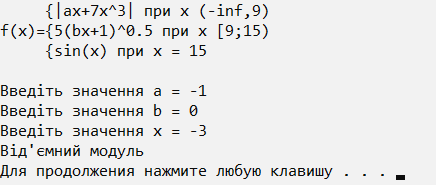 {|ax+7x^3| при x (-inf,9)
f(x)={5(bx+1)^0.5 при x [9;15)
{sin(x) при x = 15
Введіть значення a = -1
Введіть значення b = 0
Введіть значення x = -3
Від'ємний модуль
Для продолжения нажмите любую клавишу . . .